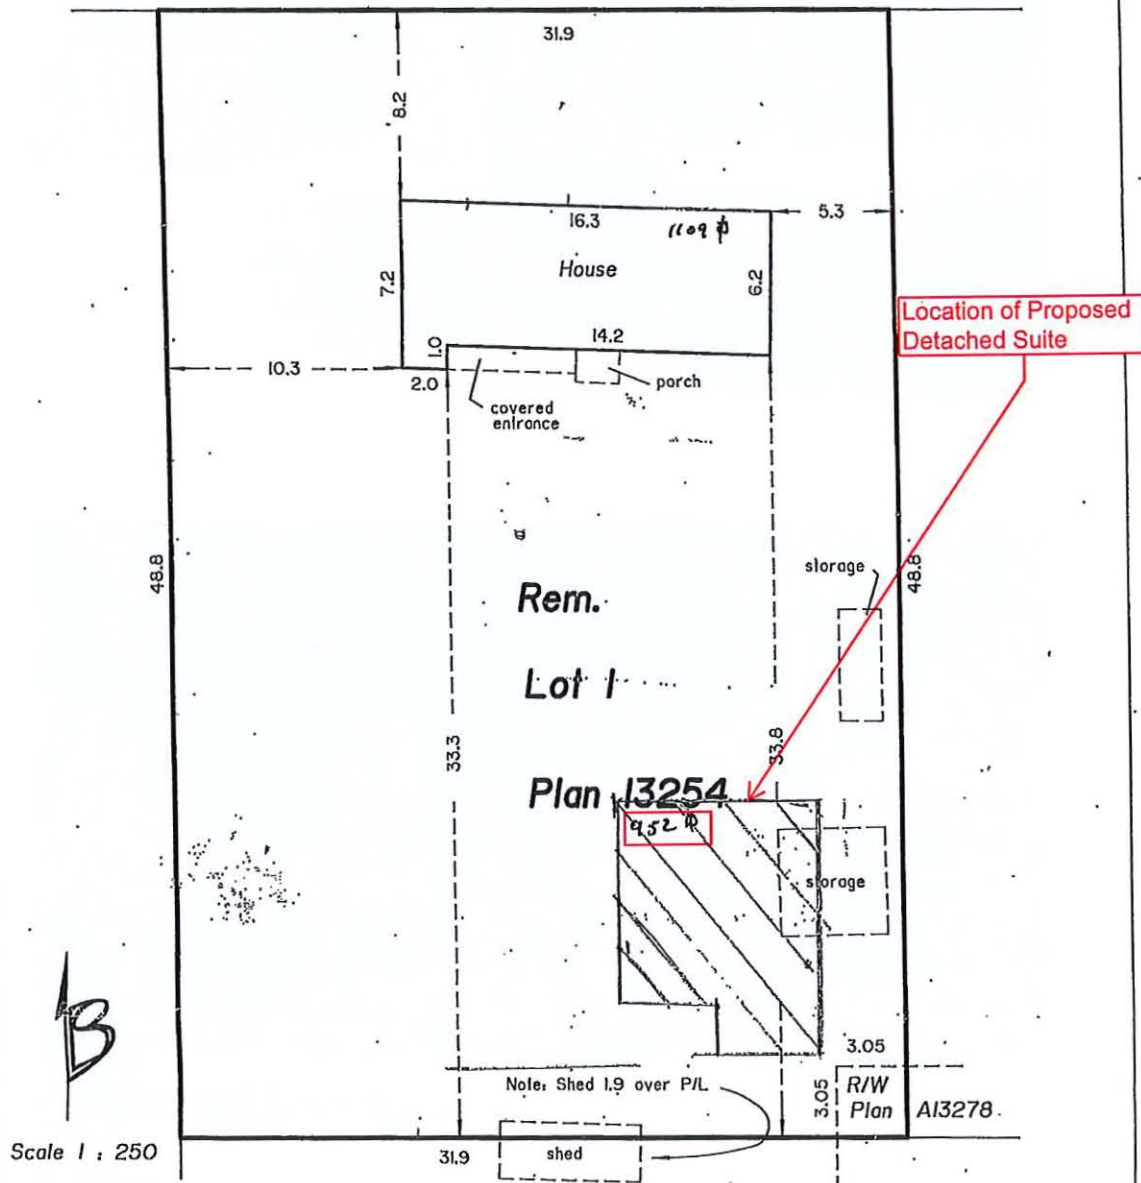 31.9
8.2
16.3
1109
5.3
House
7.2
6.2
Location of Proposed
Detached Suite
14.2
1.0
10.3
2.0
porch
covered
entrance
48.8
storage
48.8
Rem.
Lot 1
33.3
33.8
Plan 13254
952
storage
3.05
Note: Shed 1.9 over P/L
3.05
R/W
Plan A13278
Scale 1 : 250
31.9
shed